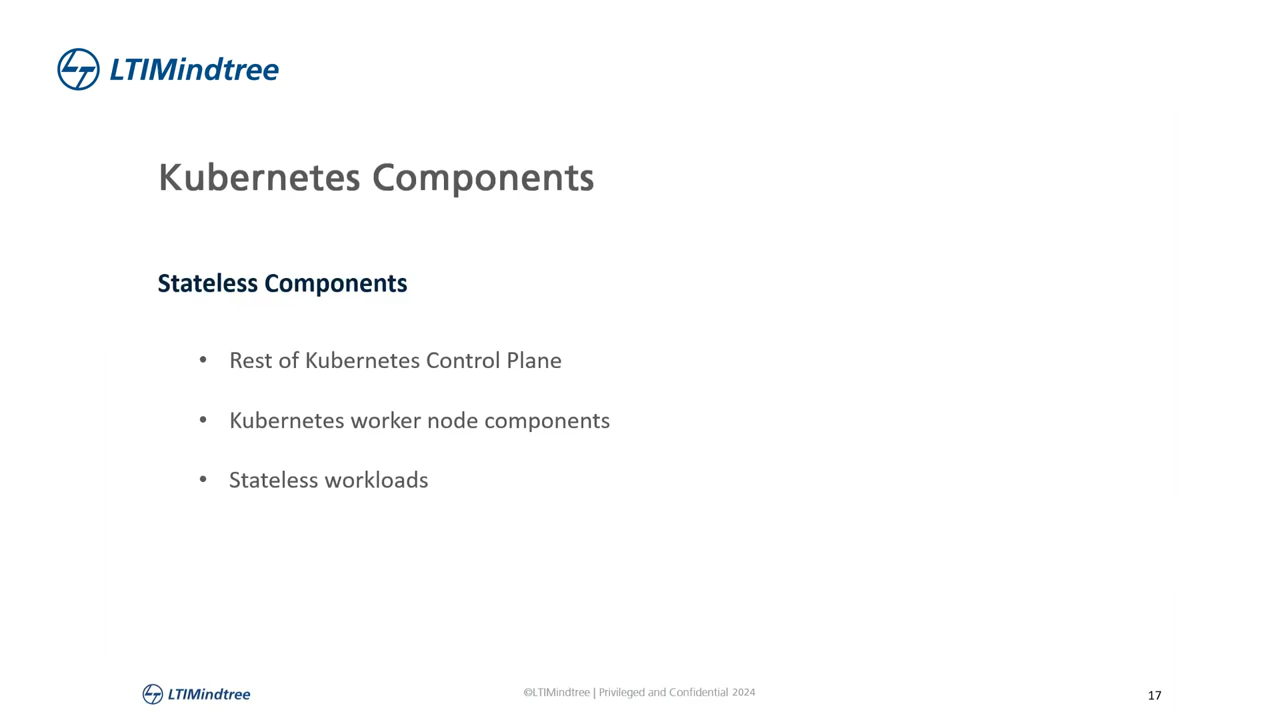 LTIMindtree
Kubernetes Components
Stateless Components
• Rest of Kubernetes Control Plane
• Kubernetes worker node components
• Stateless workloads
LTIMindtree
©LTIMindtree | Privileged and Confidential 2024
17